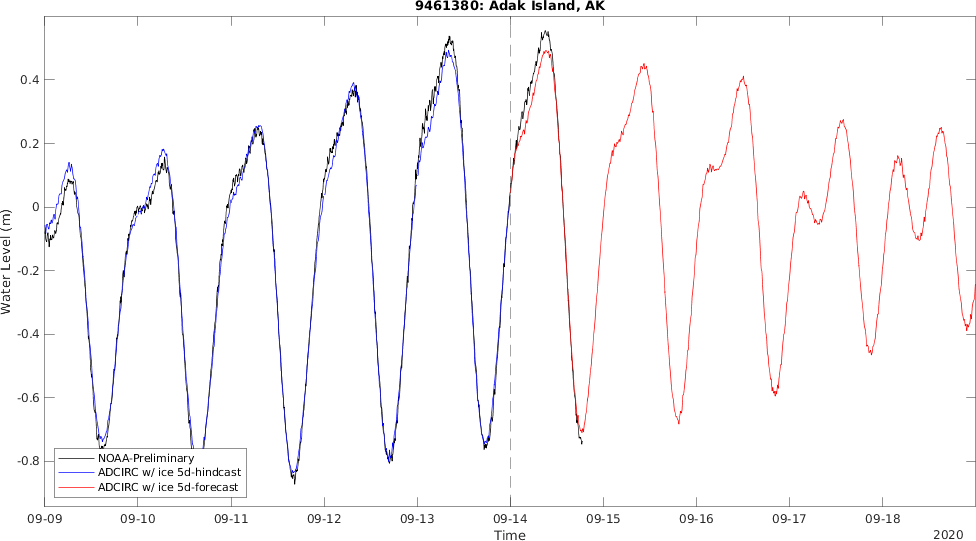 9461380: Adak Island, AK
Water Level (m)
0.4
0.2
0
-0.2
-0.4
-0.6
-0.8
NOAA-Preliminary
ADCIRC w/ ice 5d-hindcast
ADCIRC w/ ice 5d-forecast
09-09 09-10 09-11 09-12 09-13 09-14 09-15 09-16 09-17 09-18
Time
2020